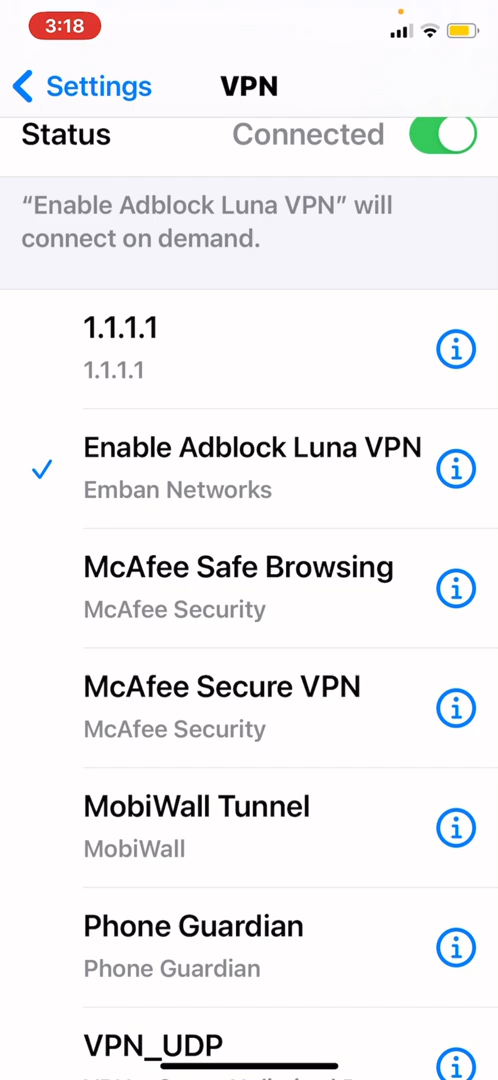 3:18
Settings
VPN
Status
Connected
“Enable Adblock Luna VPN” will
connect on demand.
1.1.1.1
1.1.1.1
Enable Adblock Luna VPN
Emban Networks
McAfee Safe Browsing
McAfee Security
McAfee Secure VPN
McAfee Security
MobiWall Tunnel
MobiWall
Phone Guardian
Phone Guardian
VPN_UDP